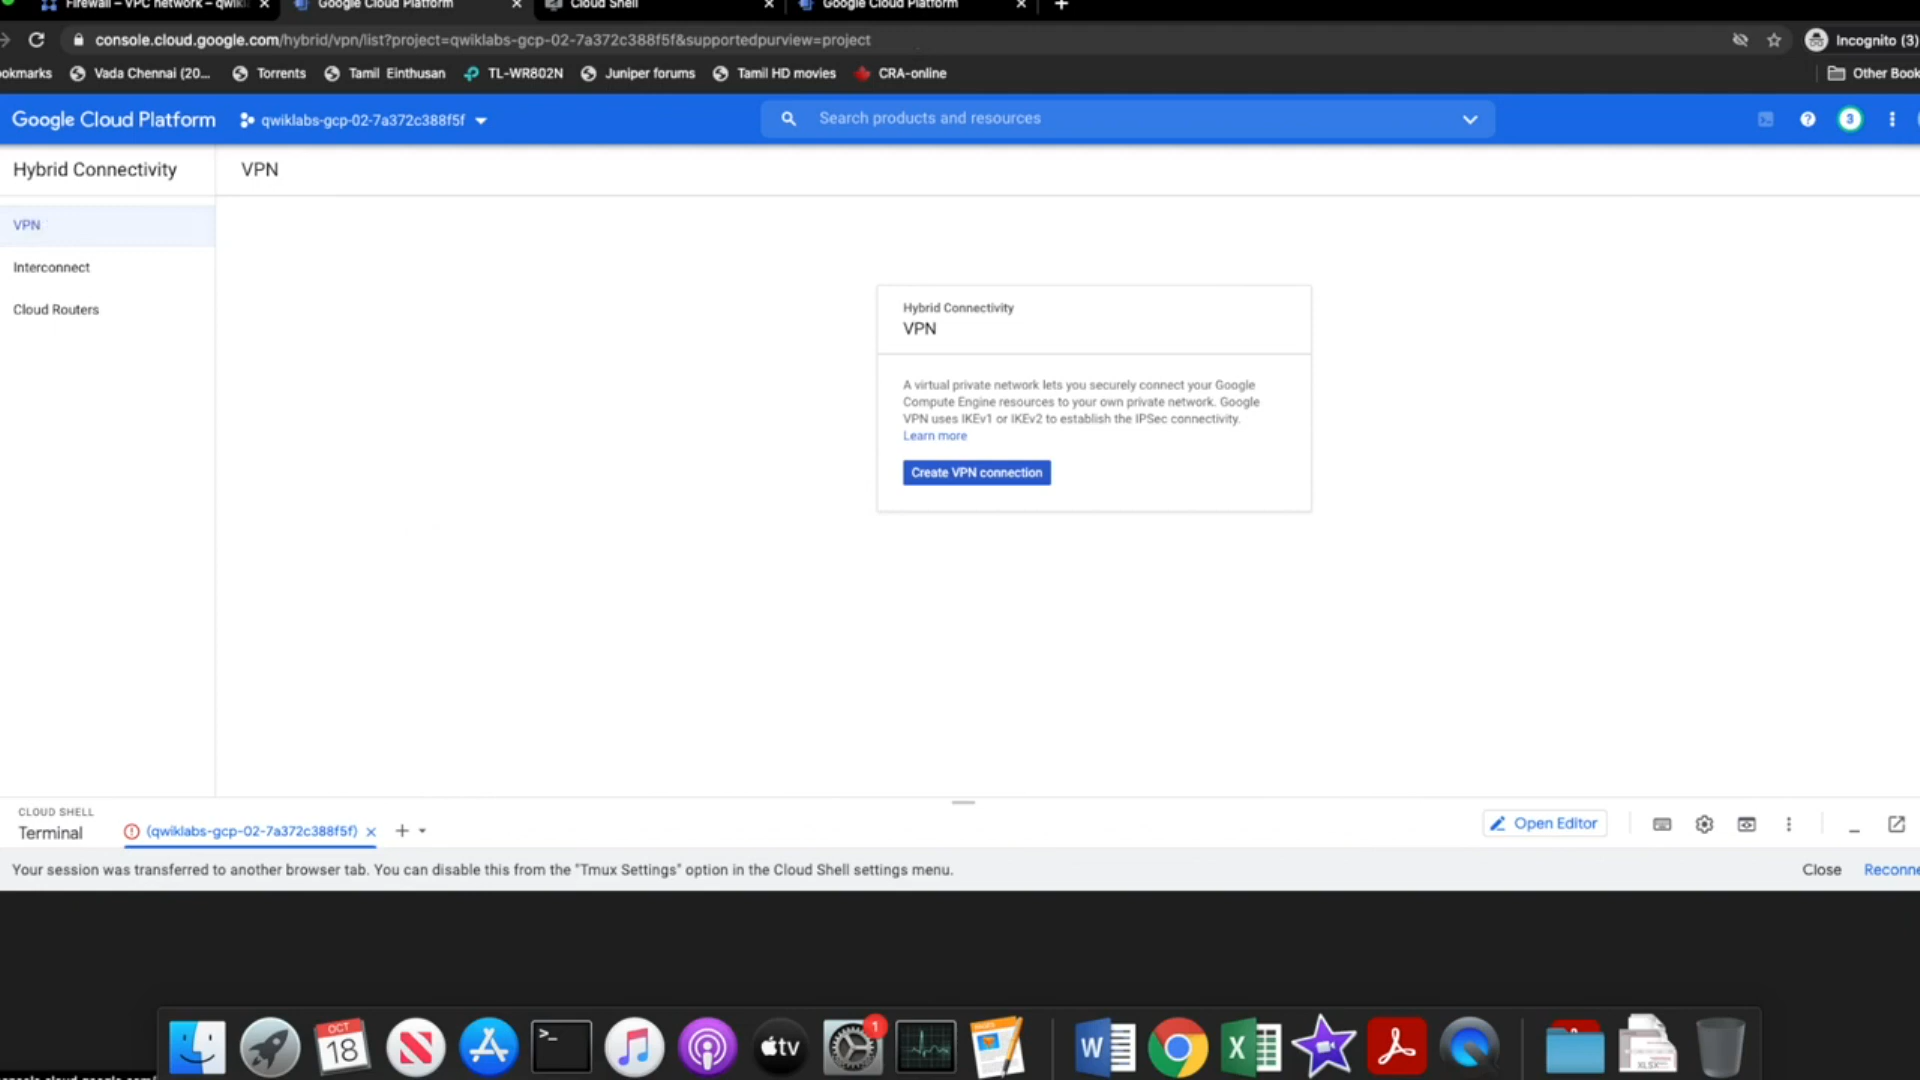 Firewall – VPC network – qwikl
Google Cloud Platform
Cloud Shell
Google Cloud Platform
console.cloud.google.com/hybrid/vpn/list?project=qwiklabs-gcp-02-7a372c388f5f&supportedpurview=project
Incognito (3)
okmarks
Vada Chennai (20...
Torrents
Tamil Einthusan
TL-WR802N
Juniper forums
Tamil HD movies
CRA-online
Other Book
Google Cloud Platform
qwiklabs-gcp-02-7a372c388f5f
Search products and resources
3
Hybrid Connectivity
VPN
VPN
Interconnect
Cloud Routers
Hybrid Connectivity
VPN
A virtual private network lets you securely connect your Google
Compute Engine resources to your own private network. Google
VPN uses IKEv1 or IKEv2 to establish the IPSec connectivity.
Learn more
Create VPN connection
CLOUD SHELL
Terminal
(qwiklabs-gcp-02-7a372c388f5f)
Open Editor
Your session was transferred to another browser tab. You can disable this from the "Tmux Settings" option in the Cloud Shell settings menu.
Close
Reconne
OCT
18
>_
tv
1
PAGES
W
X
XLSX